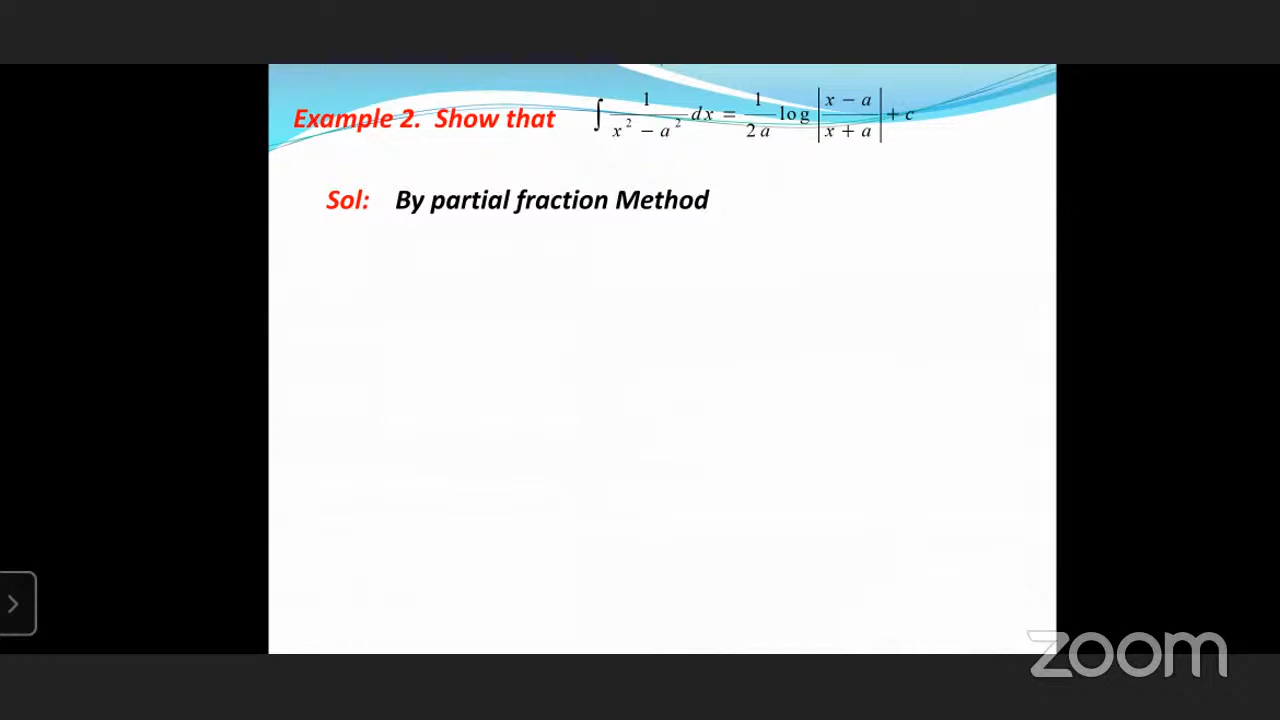 Example 2. Show that ∫ 1/(x² − a²) dx = 1/(2a) log |(x − a)/(x + a)| + c
Sol: By partial fraction Method
zoom